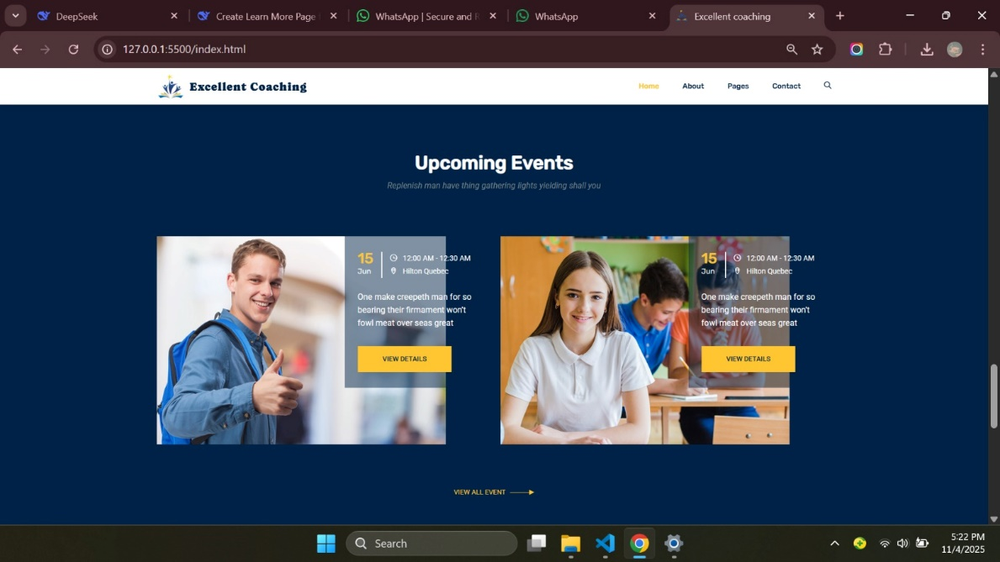 DeepSeek
Create Learn More Page
WhatsApp | Secure and R
WhatsApp
Excellent coaching
127.0.0.1:5500/index.html
Excellent Coaching
Home
About
Pages
Contact
Upcoming Events
Replenish man have thing gathering lights yielding shall you
15
Jun
12:00 AM - 12:30 AM
Hilton Quebec
One make creepeth man for so
bearing their firmament won't
fowl meat over seas great
VIEW DETAILS
15
Jun
12:00 AM - 12:30 AM
Hilton Quebec
One make creepeth man for so
bearing their firmament won't
fowl meat over seas great
VIEW DETAILS
VIEW ALL EVENT
Search
5:22 PM
11/4/2025